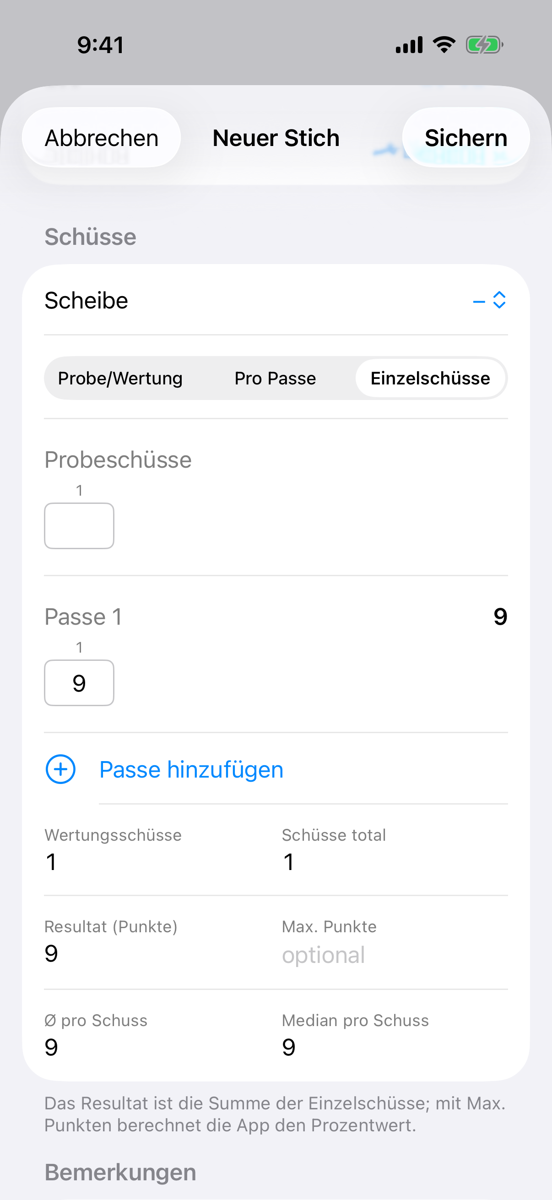 9:41
Abbrechen
Neuer Stich
Sichern
Schüsse
Scheibe
–
Probe/Wertung
Pro Passe
Einzelschüsse
Probeschüsse
1
Passe 1
9
1
9
Passe hinzufügen
Wertungsschüsse
Schüsse total
1
1
Resultat (Punkte)
Max. Punkte
9
optional
Ø pro Schuss
Median pro Schuss
9
9
Das Resultat ist die Summe der Einzelschüsse; mit Max.
Punkten berechnet die App den Prozentwert.
Bemerkungen